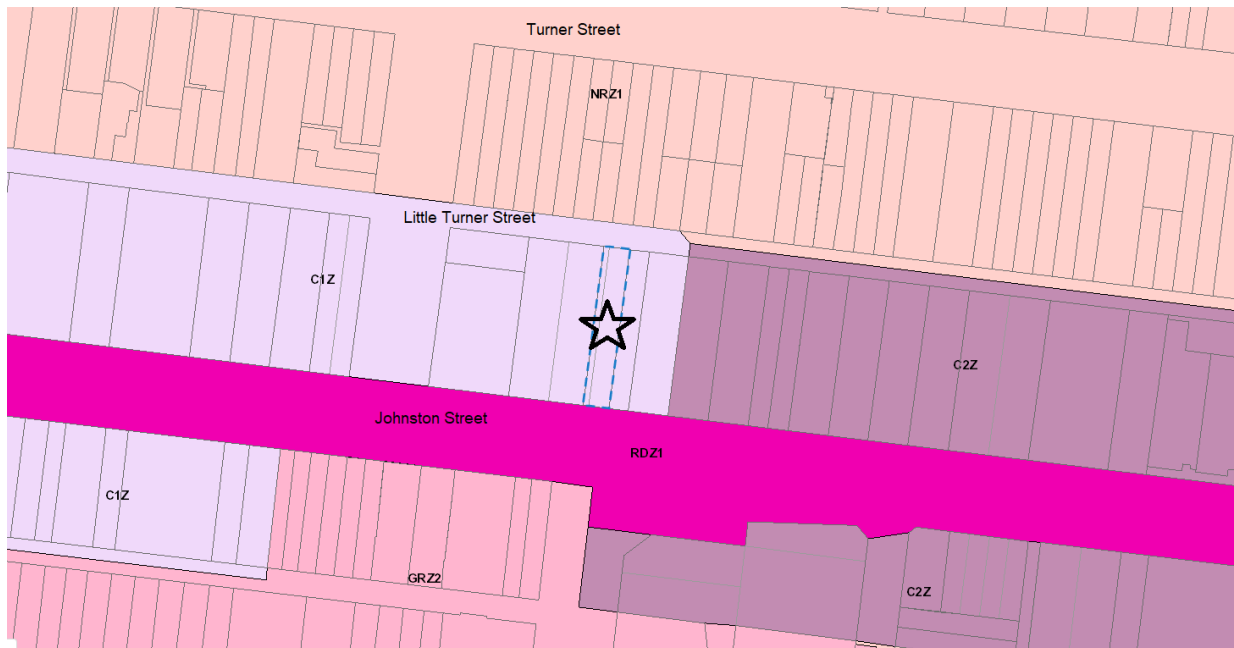 Turner Street
NRZ1
Little Turner Street
C1Z
C2Z
Johnston Street
RDZ1
C1Z
GRZ2
C2Z